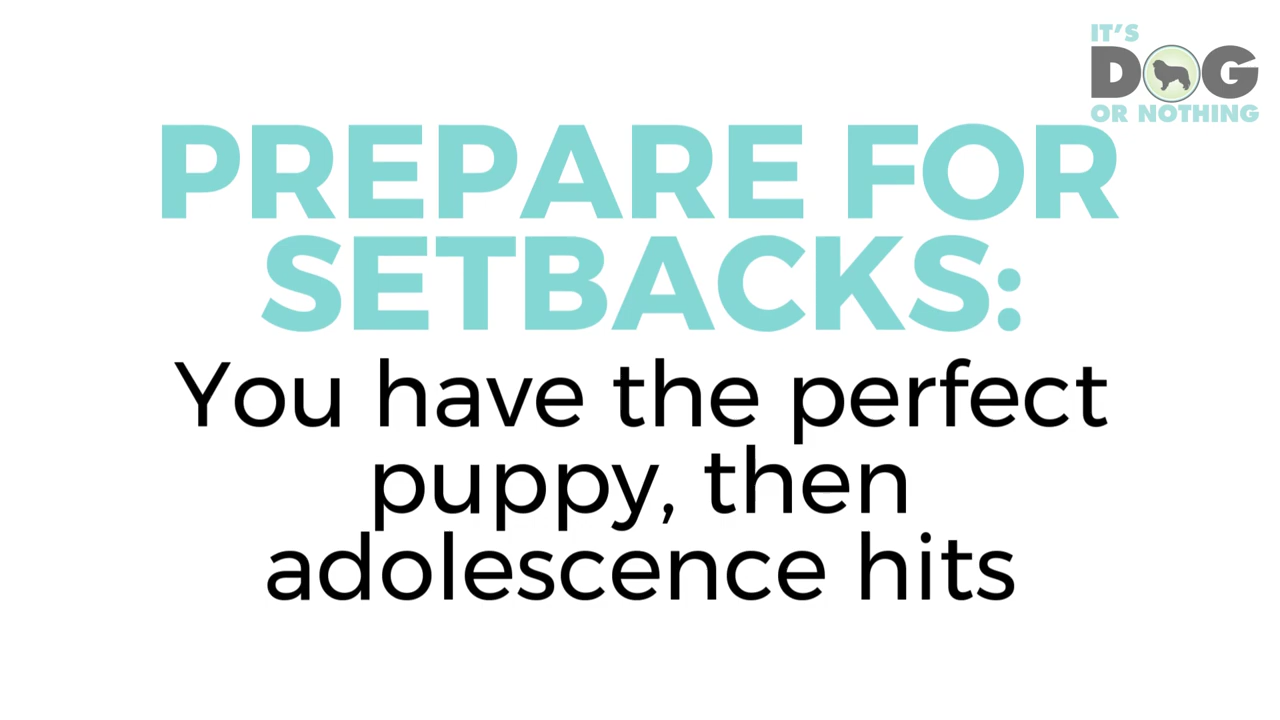 IT'S
DOG
OR NOTHING
PREPARE FOR
SETBACKS:
You have the perfect
puppy, then
adolescence hits